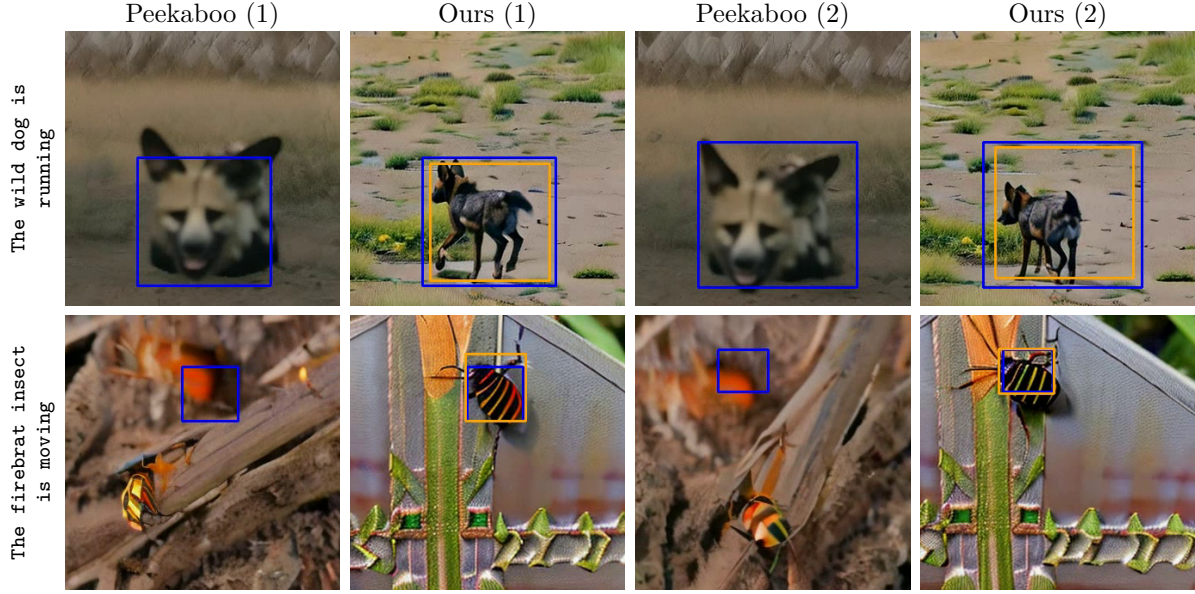 Peekaboo (1) Ours (1) Peekaboo (2) Ours (2)
The wild dog is
running
The firebrat insect
is moving